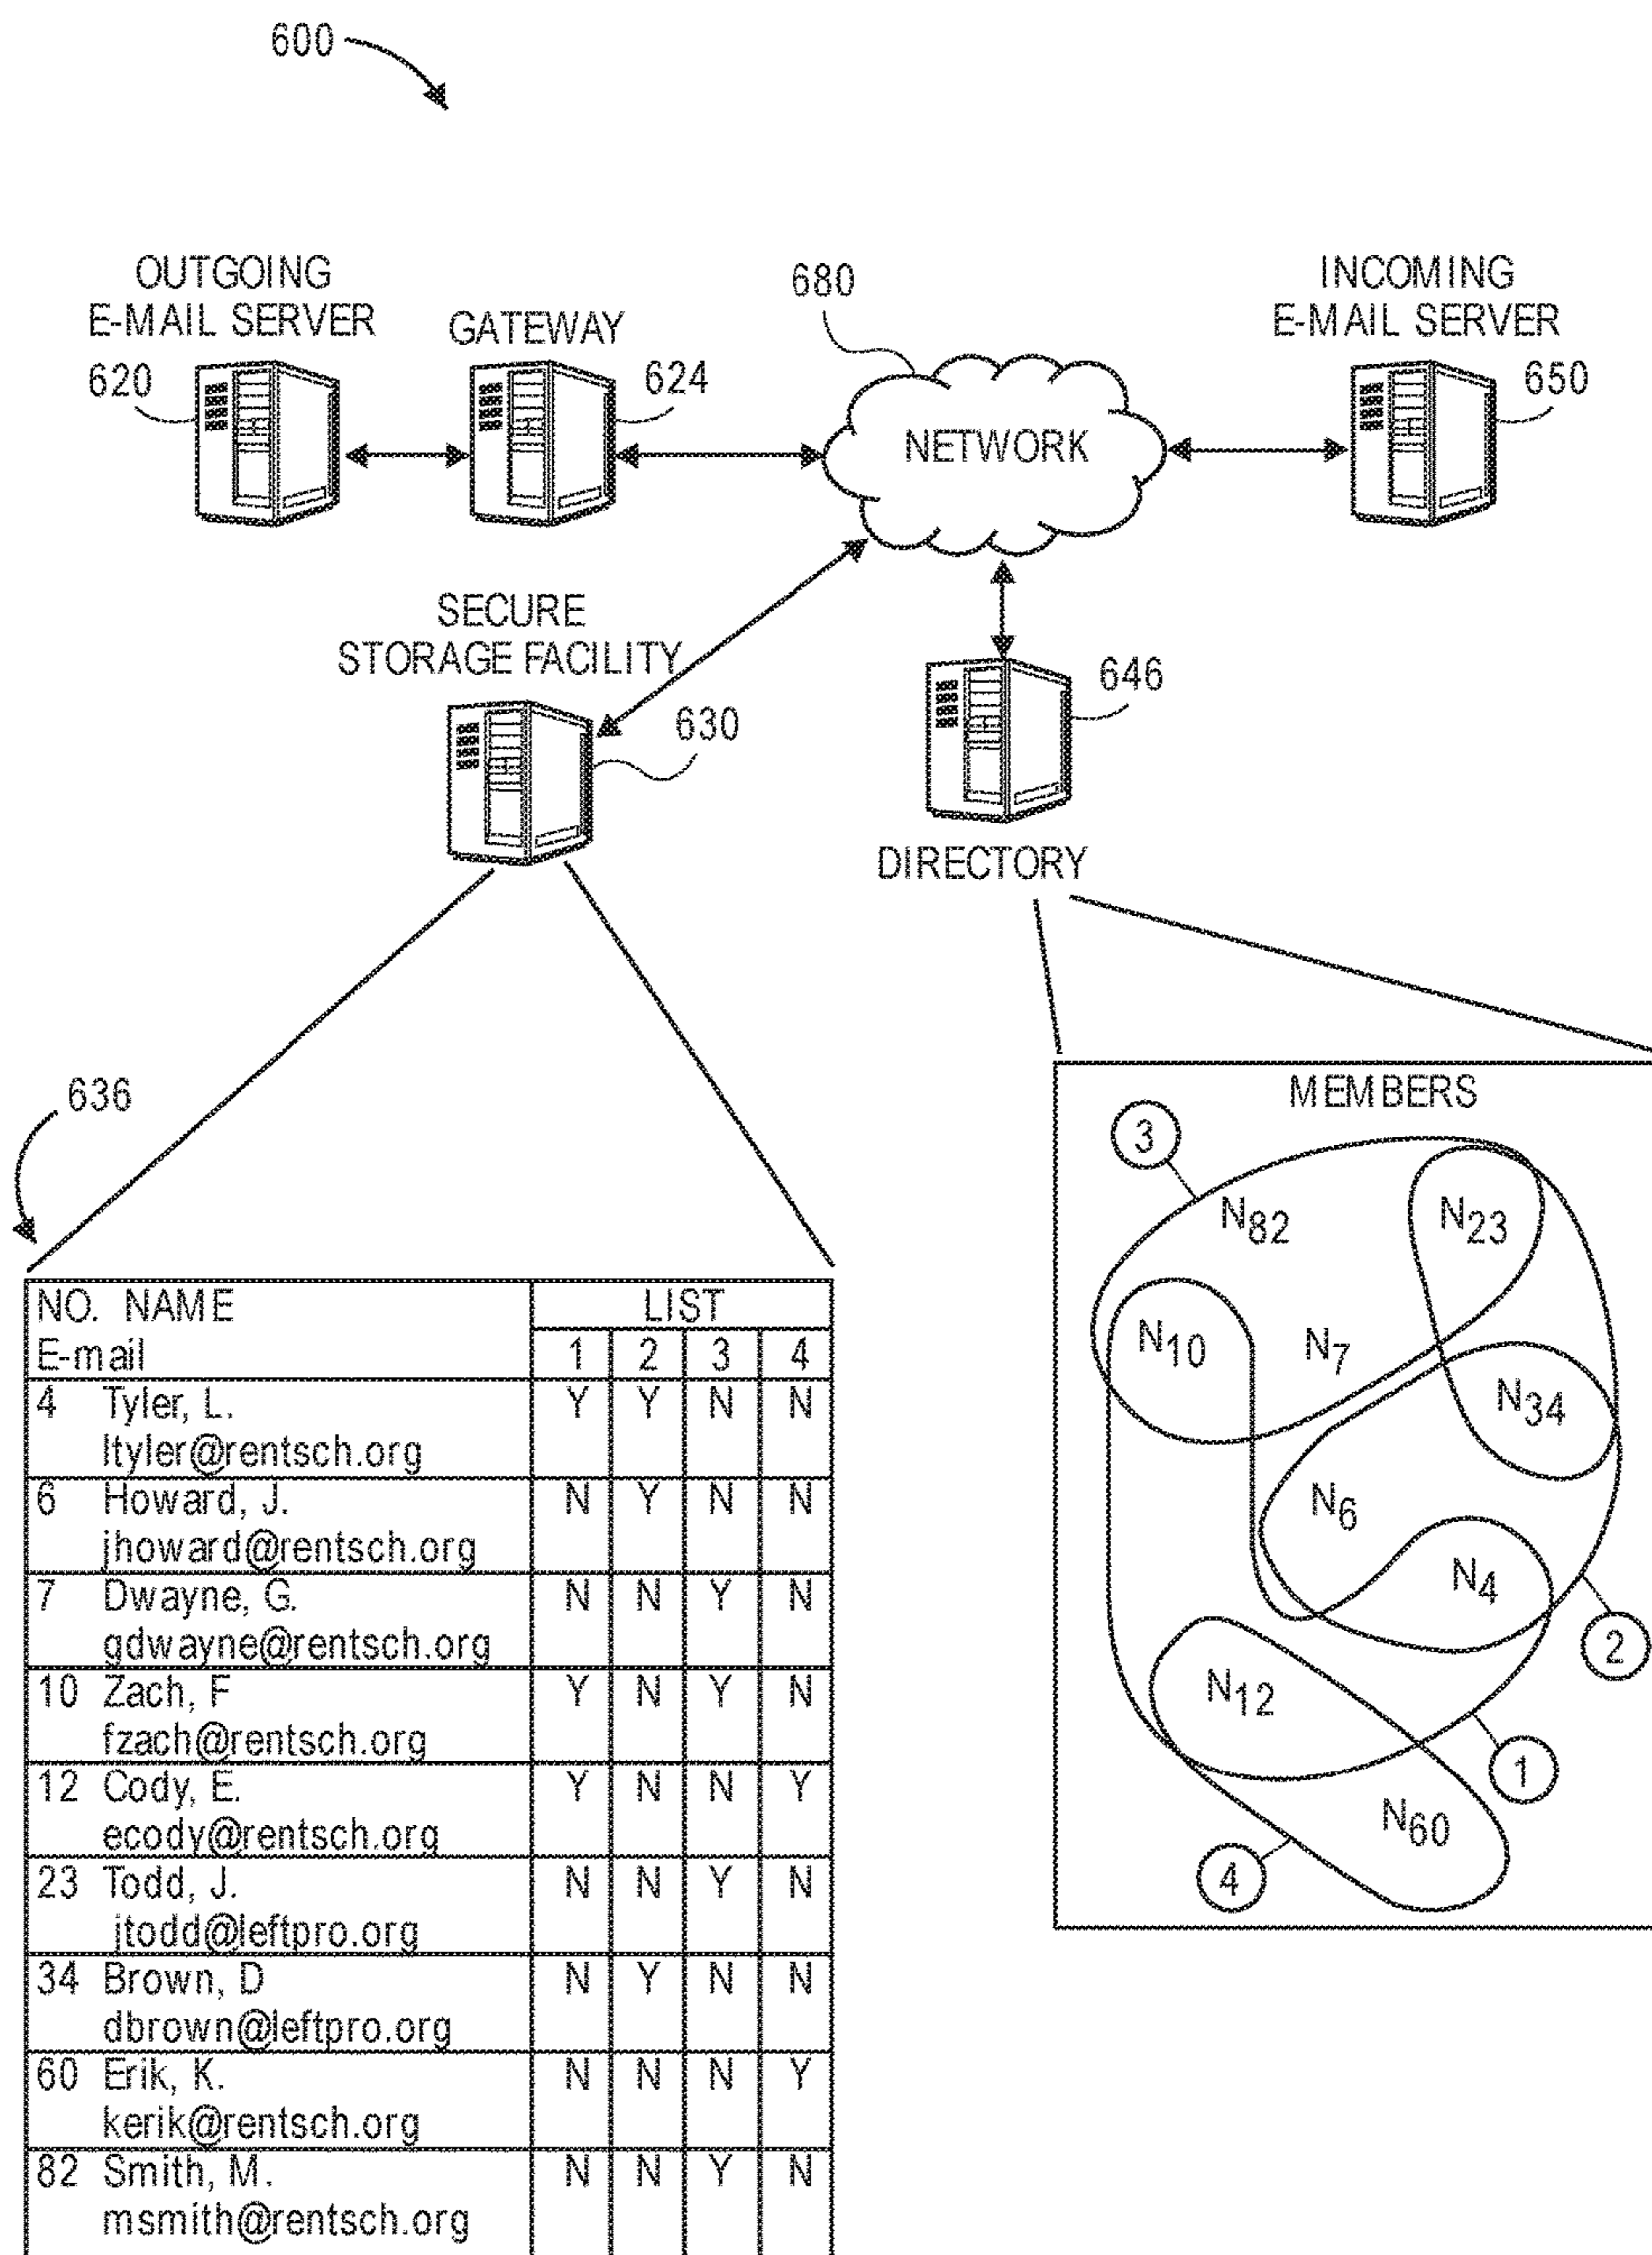 600
OUTGOING
E-MAIL SERVER
GATEWAY
680
INCOMING
E-MAIL SERVER
620
624
NETWORK
650
SECURE
STORAGE FACILITY
630
646
DIRECTORY
636
NO. NAME LIST
E-mail 1 2 3 4
4 Tyler, L. Y Y N N
ltyler@rentsch.org
6 Howard, J. N Y N N
jhoward@rentsch.org
7 Dwayne, G. N N Y N
gdwayne@rentsch.org
10 Zach, F Y N Y N
fzach@rentsch.org
12 Cody, E. Y N N Y
ecody@rentsch.org
23 Todd, J. N N Y N
jtodd@leftpro.org
34 Brown, D N Y N N
dbrown@leftpro.org
60 Erik, K. N N N Y
kerik@rentsch.org
82 Smith, M. N N Y N
msmith@rentsch.org
MEMBERS
3
N82
N23
N10
N7
N34
N6
N4
2
N12
1
N60
4